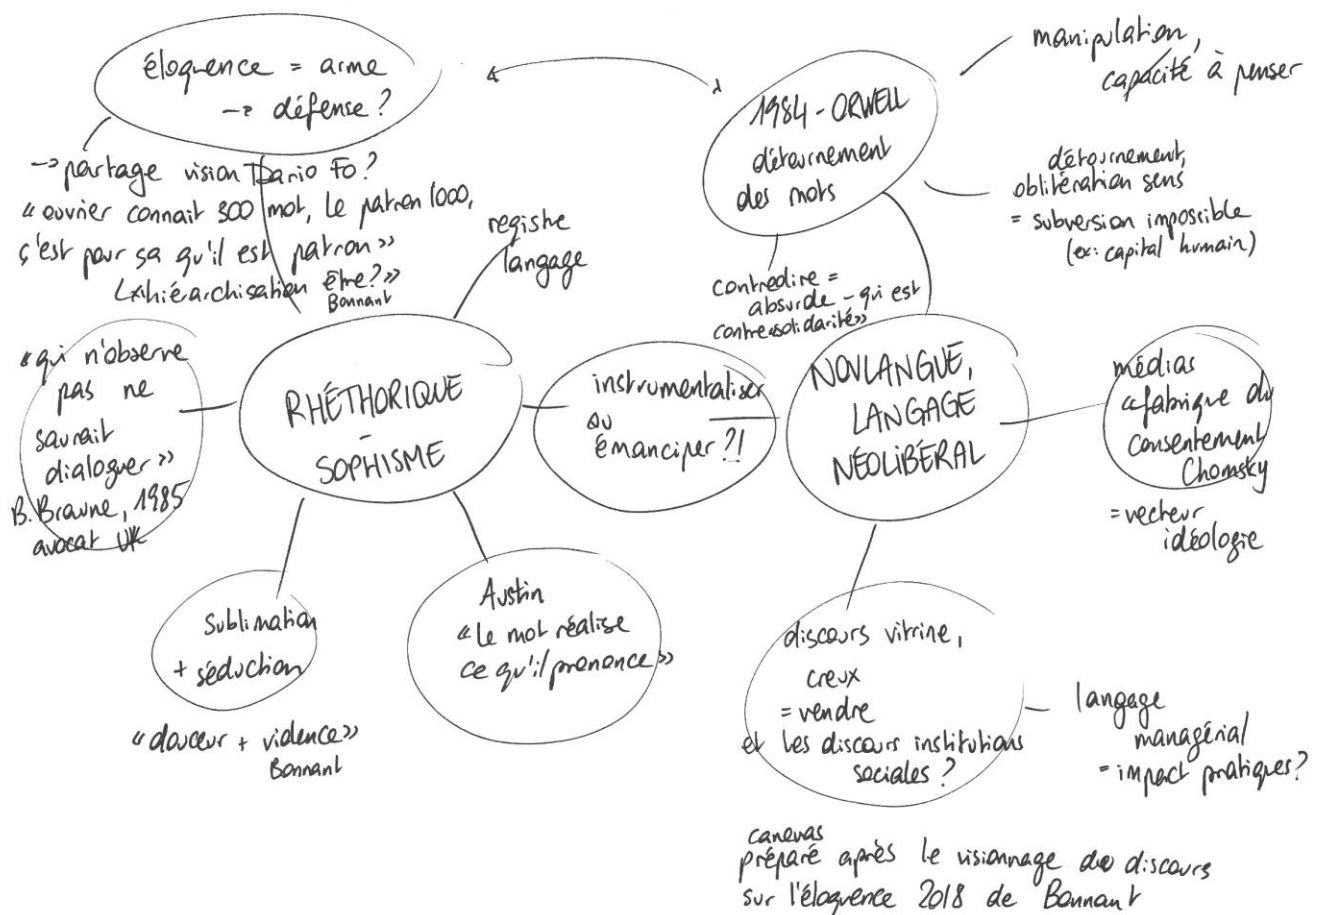 éloquence = arme
→ défense ?
→ partage vision Dario Fo ?
« ouvrier connait 300 mot, le patron 1000,
ç'est pour sa qu'il est patron »
↳ hiérarchisation être ? »
Bonnant
registre
langage
« qui n'observe
pas ne
saurait
dialoguer »
B. Braune, 1985
avocat UK
RHÉTHORIQUE
-
SOPHISME
Sublimation
+ séduction
« douceur + violence »
Bonnant
Austin
« Le mot réalise
ce qu'il prononce »
instrumentaliser
ou
émanciper ?!
1984 - ORWELL
détournement
des mots
manipulation,
capacité à penser
détournement,
oblitération sens
= subversion impossible
(ex: capital humain)
contredire =
absurde - qui est
contre « solidarité »
NOVLANGUE,
LANGAGE
NÉOLIBÉRAL
médias
« fabrique du
consentement
Chomsky
= vecteur
idéologie
discours vitrine,
creux
= vendre
et les discours institutions
sociales ?
langage
managérial
= impact pratiques ?
canevas
préparé après le visionnage de discours
sur l'éloquence 2018 de Bonnant